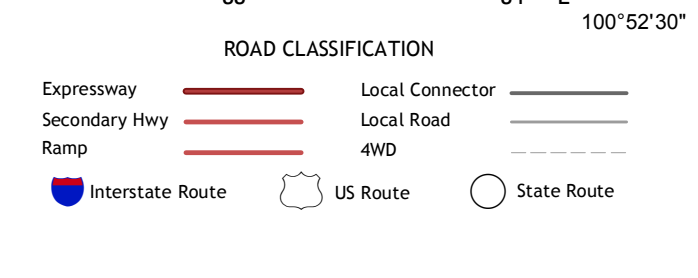 100°52'30"
ROAD CLASSIFICATION
Expressway
Local Connector
Secondary Hwy
Local Road
Ramp
4WD
Interstate Route
US Route
State Route